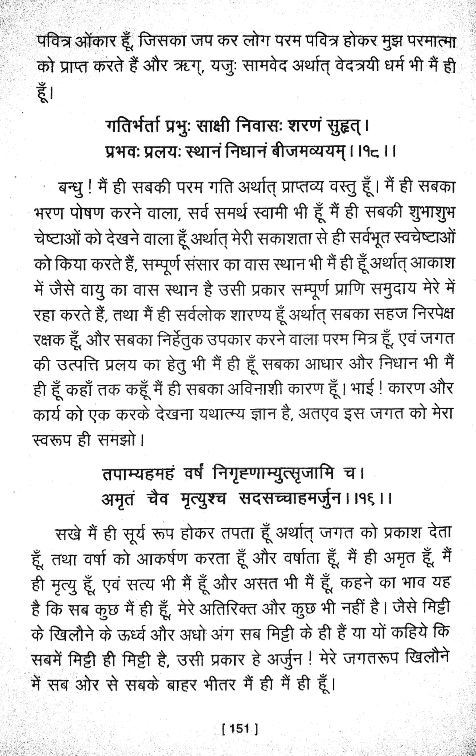 पवित्र ओंकार हूँ, जिसका जप कर लोग परम पवित्र होकर मुझ परमात्मा
को प्राप्त करते हैं और ऋग्, यजुः सामवेद अर्थात् वेदत्रयी धर्म भी मैं ही
हूँ।
गतिर्भर्ता प्रभुः साक्षी निवासः शरणं सुहृत्।
प्रभवः प्रलयः स्थानं निधानं बीजमव्ययम्।।१८।।
बन्धु ! मैं ही सबकी परम गति अर्थात् प्राप्तव्य वस्तु हूँ। मैं ही सबका
भरण पोषण करने वाला, सर्व समर्थ स्वामी भी हूँ मैं ही सबकी शुभाशुभ
चेष्टाओं को देखने वाला हूँ अर्थात् मेरी सकाशता से ही सर्वभूत स्वचेष्टाओं
को किया करते हैं, सम्पूर्ण संसार का वास स्थान भी मैं ही हूँ अर्थात् आकाश
में जैसे वायु का वास स्थान है उसी प्रकार सम्पूर्ण प्राणि समुदाय मेरे में
रहा करते हैं, तथा मैं ही सर्वलोक शारण्य हूँ अर्थात् सबका सहज निरपेक्ष
रक्षक हूँ, और सबका निर्हेतुक उपकार करने वाला परम मित्र हूँ, एवं जगत
की उत्पत्ति प्रलय का हेतु भी मैं ही हूँ सबका आधार और निधान भी मैं
ही हूँ कहाँ तक कहूँ मैं ही सबका अविनाशी कारण हूँ। भाई ! कारण और
कार्य को एक करके देखना यथात्म्य ज्ञान है, अतएव इस जगत को मेरा
स्वरूप ही समझो।
तपाम्यहमहं वर्षं निगृह्णाम्युत्सृजामि च।
अमृतं चैव मृत्युश्च सदसच्चाहमर्जुन।।१६।।
सखे मैं ही सूर्य रूप होकर तपता हूँ अर्थात् जगत को प्रकाश देता
हूँ, तथा वर्षा को आकर्षण करता हूँ और वर्षाता हूँ, मैं ही अमृत हूँ, मैं
ही मृत्यु हूँ, एवं सत्य भी मैं हूँ और असत भी मैं हूँ, कहने का भाव यह
है कि सब कुछ मैं ही हूँ, मेरे अतिरिक्त और कुछ भी नहीं है। जैसे मिट्टी
के खिलौने के ऊर्ध्व और अधो अंग सब मिट्टी के ही हैं या यों कहिये कि
सबमें मिट्टी ही मिट्टी है, उसी प्रकार हे अर्जुन ! मेरे जगतरूप खिलौने
में सब ओर से सबके बाहर भीतर मैं ही मैं ही हूँ।
[ 151 ]